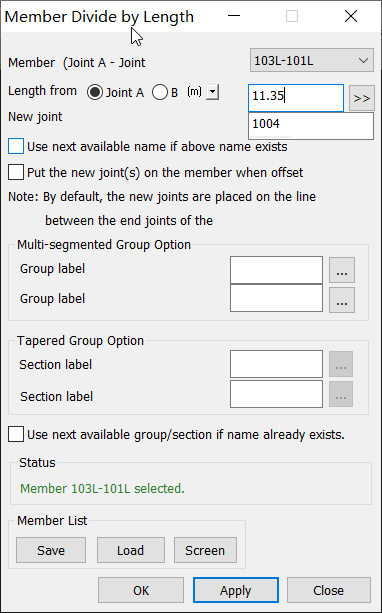 Member Divide by Length
Member (Joint A - Joint
103L-101L
Length from Joint A B (m) 11.35 >>
New joint 1004
Use next available name if above name exists
Put the new joint(s) on the member when offset
Note: By default, the new joints are placed on the line
between the end joints of the
Multi-segmented Group Option
Group label ...
Group label ...
Tapered Group Option
Section label ...
Section label ...
Use next available group/section if name already exists.
Status
Member 103L-101L selected.
Member List
Save Load Screen
OK Apply Close